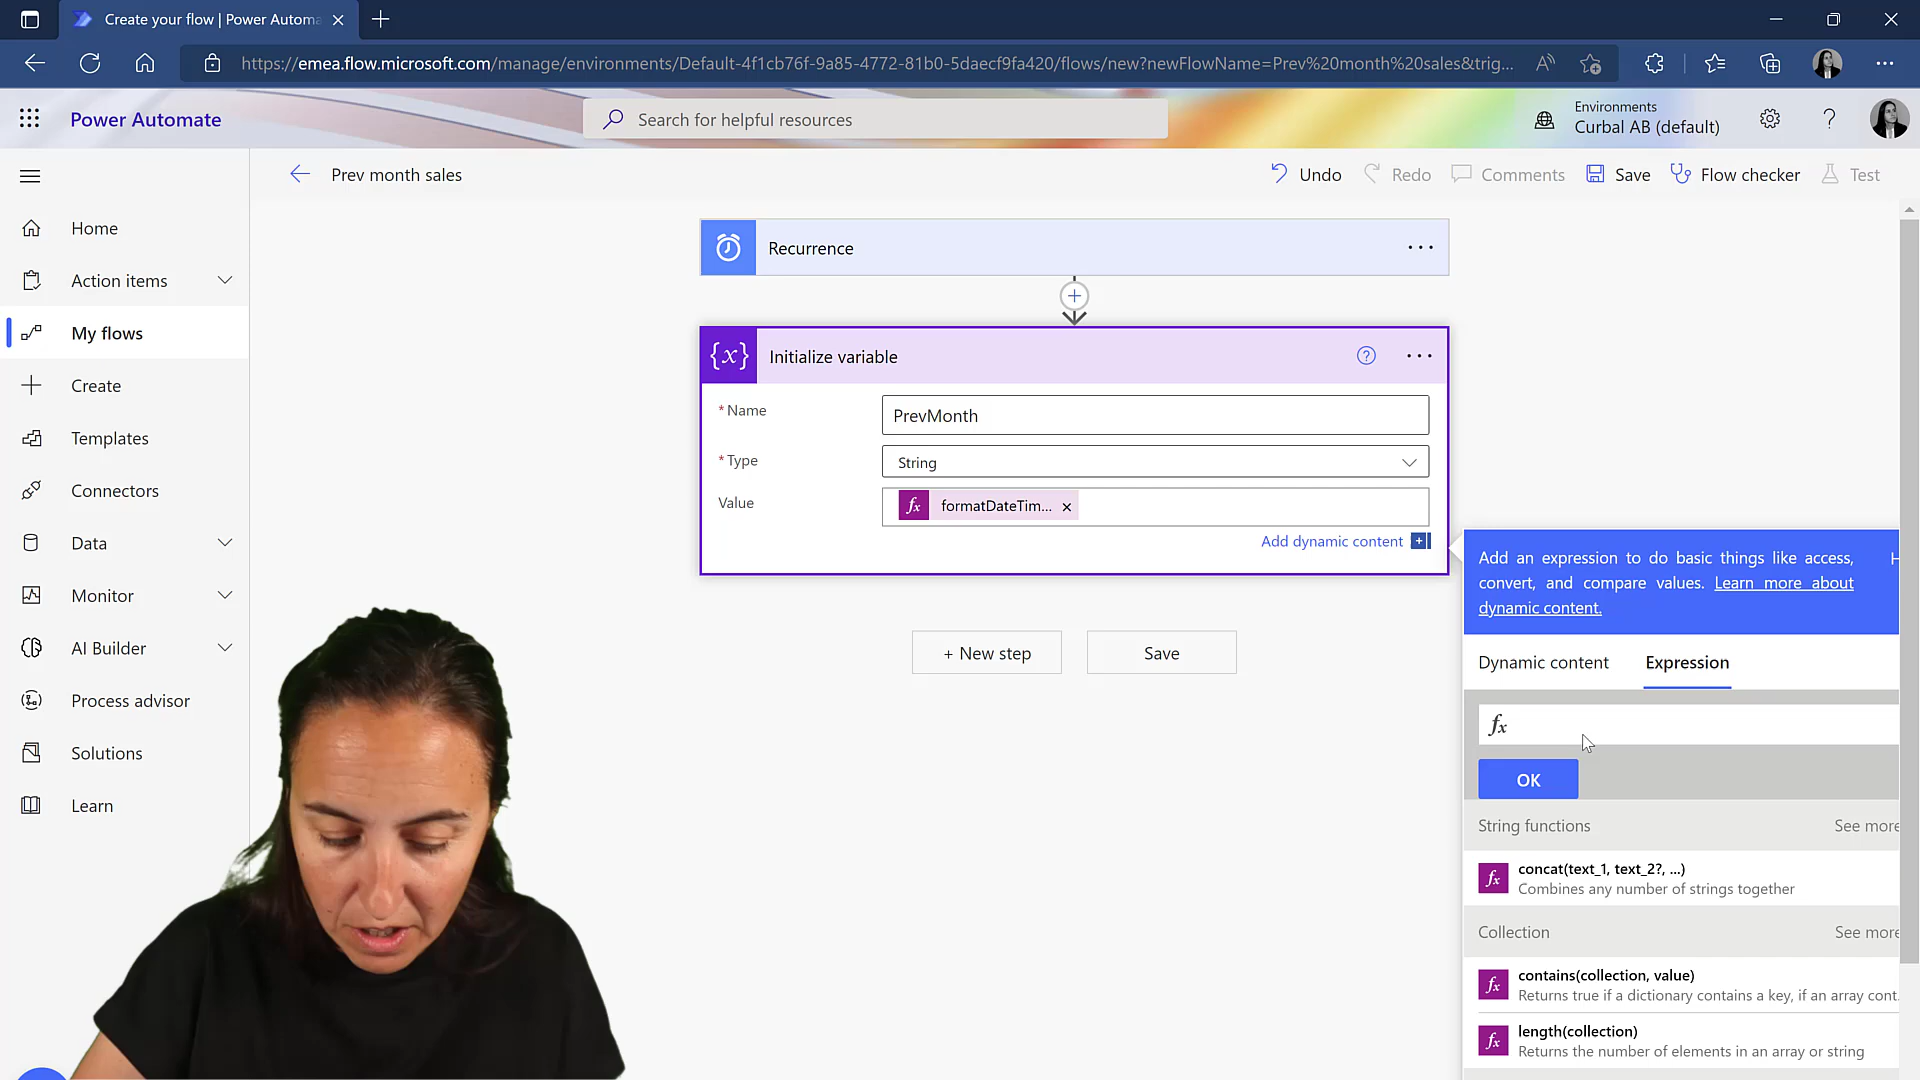 Create your flow | Power Automa
https://emea.flow.microsoft.com/manage/environments/Default-4f1cb76f-9a85-4772-81b0-5daecf9fa420/flows/new?newFlowName=Prev%20month%20sales&trig...
Power Automate
Search for helpful resources
Environments
Curbal AB (default)
Prev month sales
Undo
Redo
Comments
Save
Flow checker
Test
Home
Action items
My flows
Create
Templates
Connectors
Data
Monitor
AI Builder
Process advisor
Solutions
Learn
Recurrence
{x} Initialize variable
* Name
PrevMonth
* Type
String
Value
fx formatDateTim...
Add dynamic content
+ New step
Save
Add an expression to do basic things like access,
convert, and compare values. Learn more about
dynamic content.
H
Dynamic content
Expression
fx
OK
String functions
See more
fx concat(text_1, text_2?, ...)
Combines any number of strings together
Collection
See more
fx contains(collection, value)
Returns true if a dictionary contains a key, if an array cont...
fx length(collection)
Returns the number of elements in an array or string